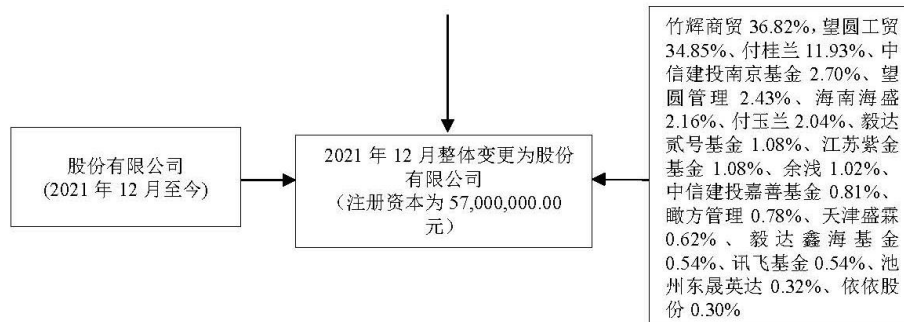 股份有限公司
(2021 年 12 月至今)
2021 年 12 月整体变更为股份
有限公司
（注册资本为 57,000,000.00
元）
竹辉商贸 36.82%，望圆工贸
34.85%、付桂兰 11.93%、中
信建投南京基金 2.70%、望
圆管理 2.43%、海南海盛
2.16%、付玉兰 2.04%、毅达
贰号基金 1.08%、江苏紫金
基金 1.08%、余浅 1.02%、
中信建投嘉善基金 0.81%、
瞰方管理 0.78%、天津盛霖
0.62%、毅达鑫海基金
0.54%、讯飞基金 0.54%、池
州东晟英达 0.32%、依依股
份 0.30%